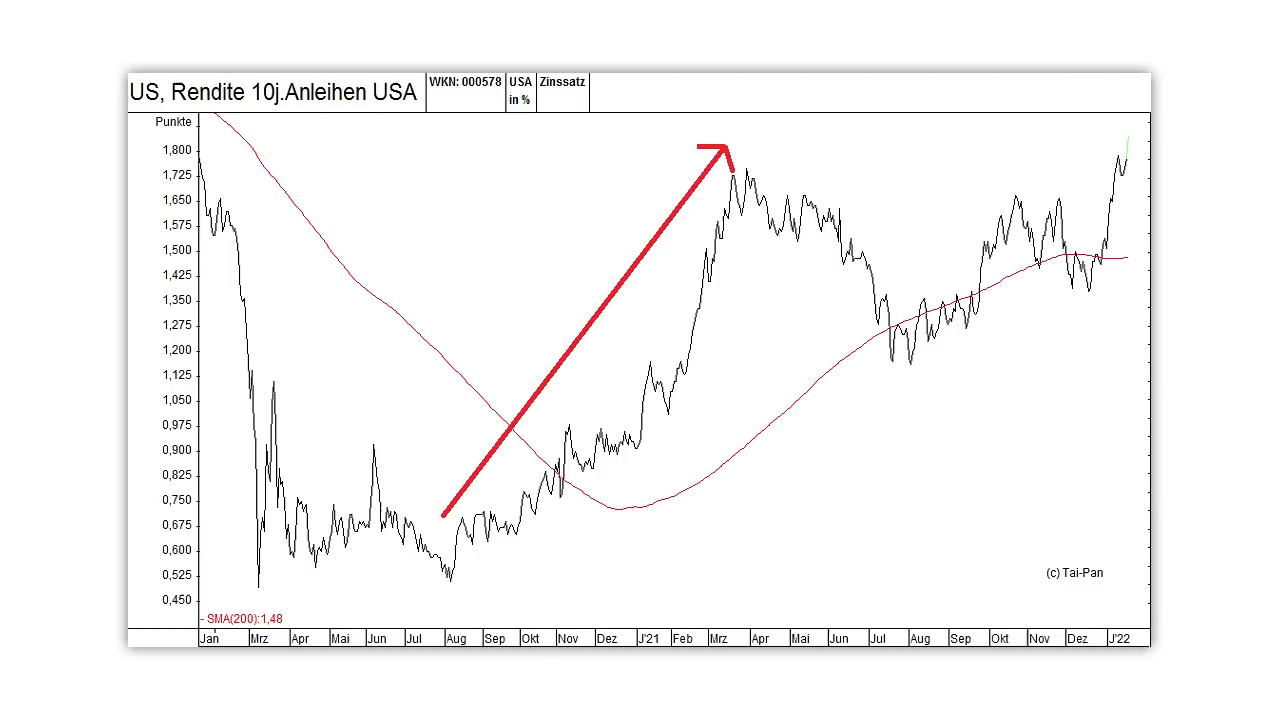 US, Rendite 10j.Anleihen USA
WKN: 000578
USA
in %
Zinssatz
Punkte
1,800
1,725
1,650
1,575
1,500
1,425
1,350
1,275
1,200
1,125
1,050
0,975
0,900
0,825
0,750
0,675
0,600
0,525
0,450
(c) Tai-Pan
- SMA(200):1,48
Jan Mrz Apr Mai Jun Jul Aug Sep Okt Nov Dez J'21 Feb Mrz Apr Mai Jun Jul Aug Sep Okt Nov Dez J'22